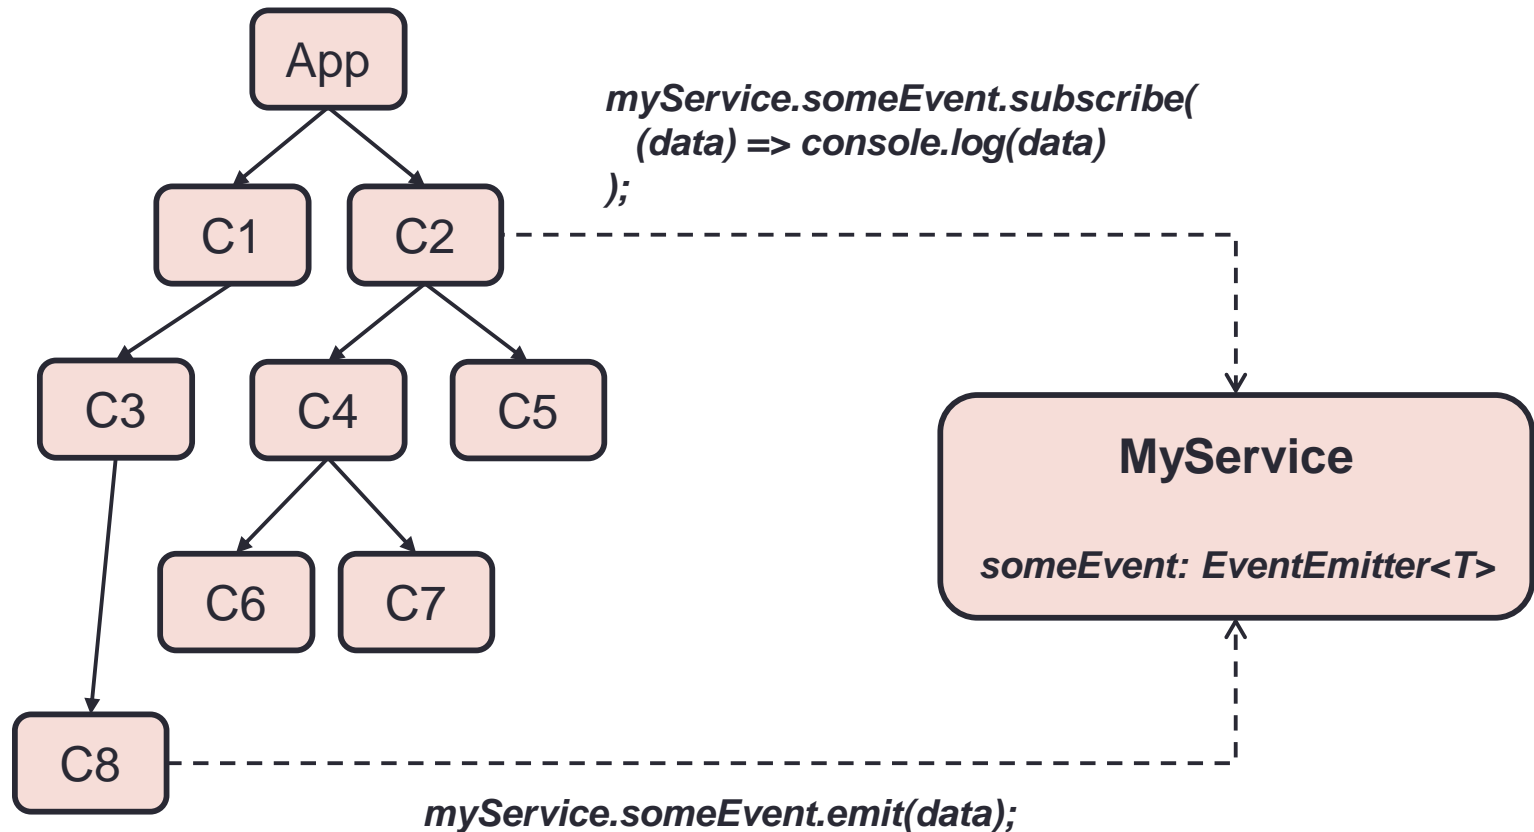 App
myService.someEvent.subscribe(
(data) => console.log(data)
);
C1
C2
C3
C4
C5
MyService
someEvent: EventEmitter<T>
C6
C7
C8
myService.someEvent.emit(data);